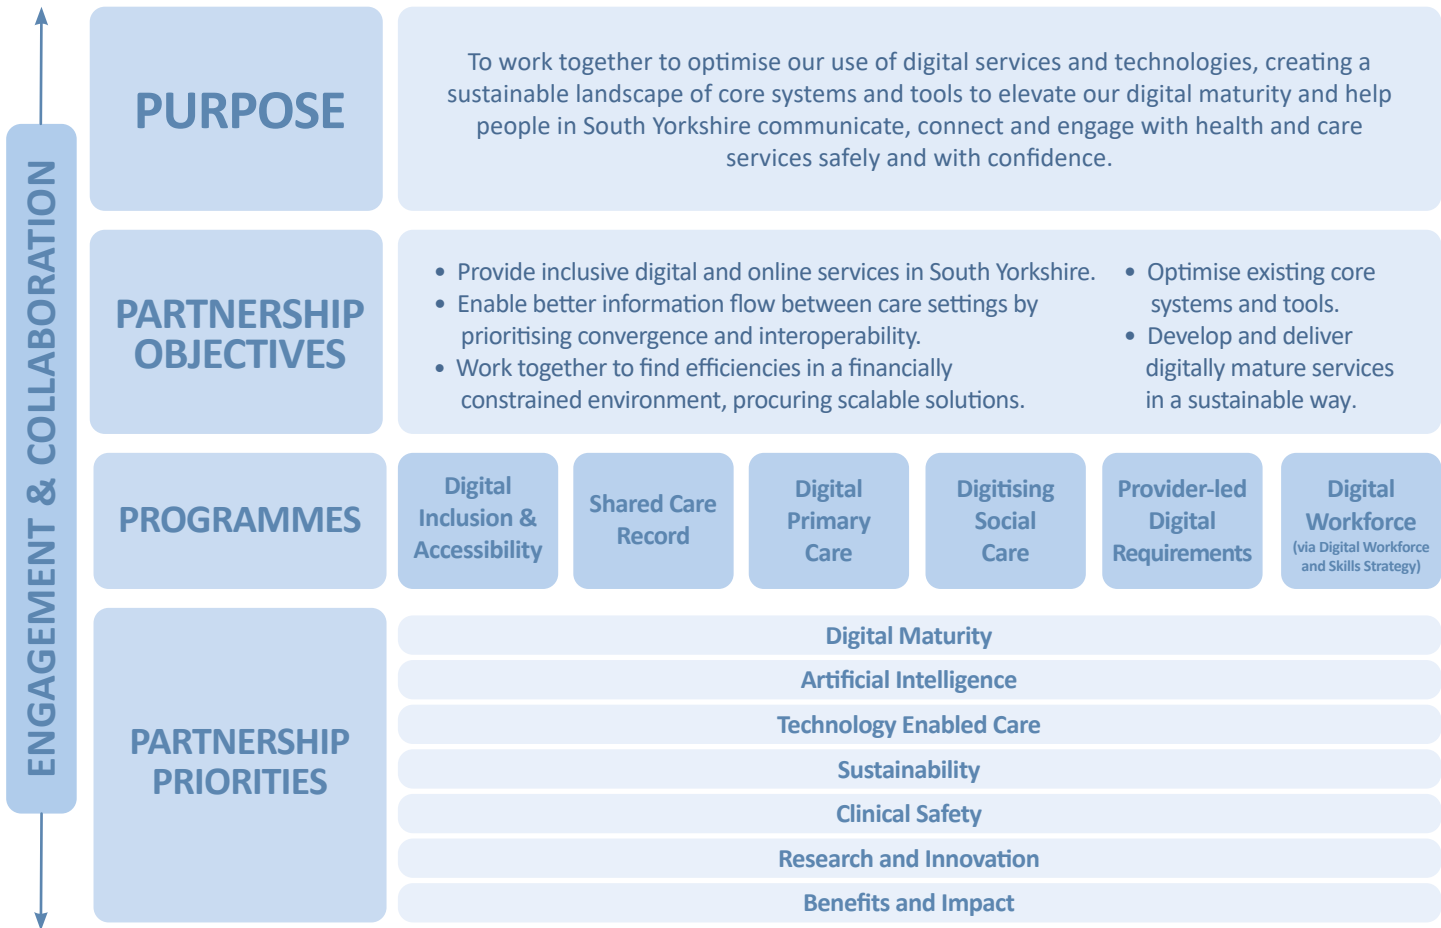 ENGAGEMENT & COLLABORATION
PURPOSE
To work together to optimise our use of digital services and technologies, creating a
sustainable landscape of core systems and tools to elevate our digital maturity and help
people in South Yorkshire communicate, connect and engage with health and care
services safely and with confidence.
PARTNERSHIP
OBJECTIVES
• Provide inclusive digital and online services in South Yorkshire.
• Enable better information flow between care settings by
prioritising convergence and interoperability.
• Work together to find efficiencies in a financially
constrained environment, procuring scalable solutions.
• Optimise existing core
systems and tools.
• Develop and deliver
digitally mature services
in a sustainable way.
PROGRAMMES
Digital
Inclusion &
Accessibility
Shared Care
Record
Digital
Primary
Care
Digitising
Social
Care
Provider-led
Digital
Requirements
Digital
Workforce
(via Digital Workforce
and Skills Strategy)
PARTNERSHIP
PRIORITIES
Digital Maturity
Artificial Intelligence
Technology Enabled Care
Sustainability
Clinical Safety
Research and Innovation
Benefits and Impact